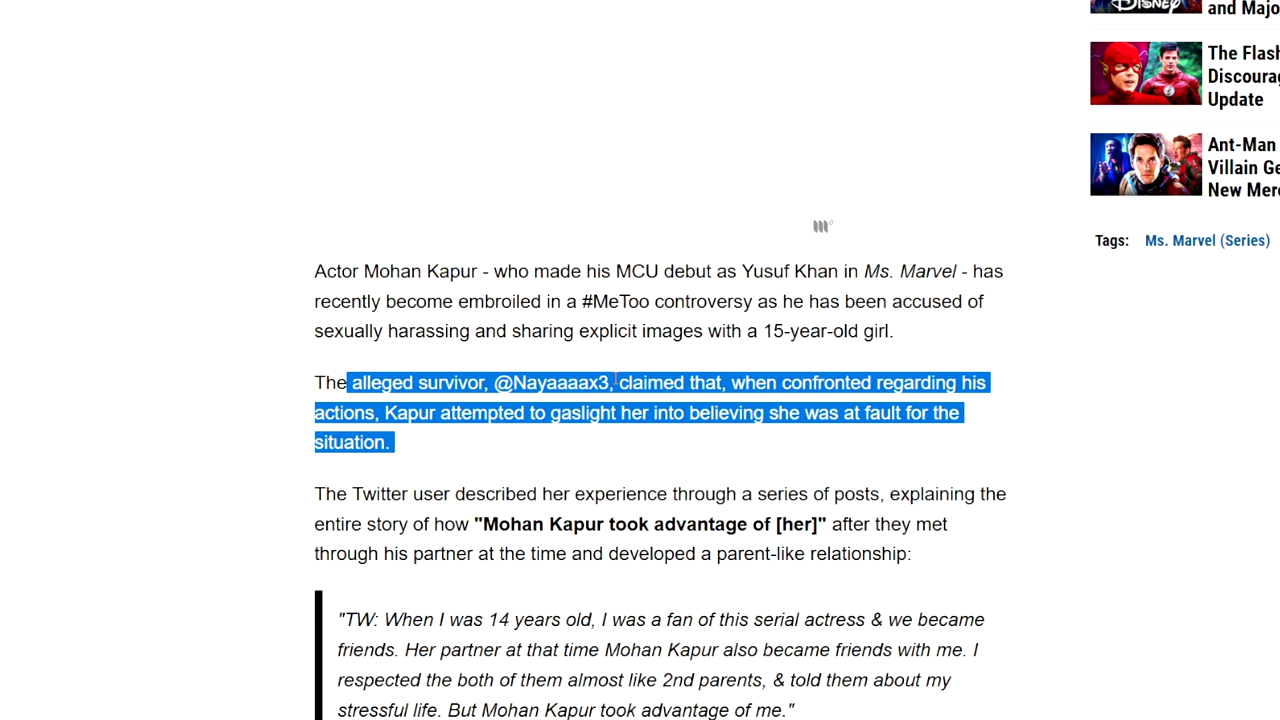 DISNEY
and Majo
The Flash
Discourag
Update
Ant-Man
Villain Ge
New Merc
Tags: Ms. Marvel (Series)
Actor Mohan Kapur - who made his MCU debut as Yusuf Khan in Ms. Marvel - has
recently become embroiled in a #MeToo controversy as he has been accused of
sexually harassing and sharing explicit images with a 15-year-old girl.
The alleged survivor, @Nayaaaax3, claimed that, when confronted regarding his
actions, Kapur attempted to gaslight her into believing she was at fault for the
situation.
The Twitter user described her experience through a series of posts, explaining the
entire story of how "Mohan Kapur took advantage of [her]" after they met
through his partner at the time and developed a parent-like relationship:
"TW: When I was 14 years old, I was a fan of this serial actress & we became
friends. Her partner at that time Mohan Kapur also became friends with me. I
respected the both of them almost like 2nd parents, & told them about my
stressful life. But Mohan Kapur took advantage of me."